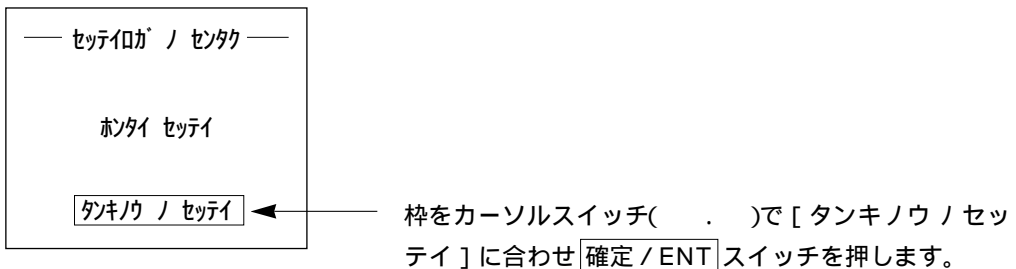 セッテイロガ ノ センタク
ホンタイ セッテイ
タンキノウ ノ セッテイ
枠をカーソルスイッチ(　　.　)で [ タンキノウ ノ セッ
テイ ] に合わせ 確定 / ENT スイッチを押します。